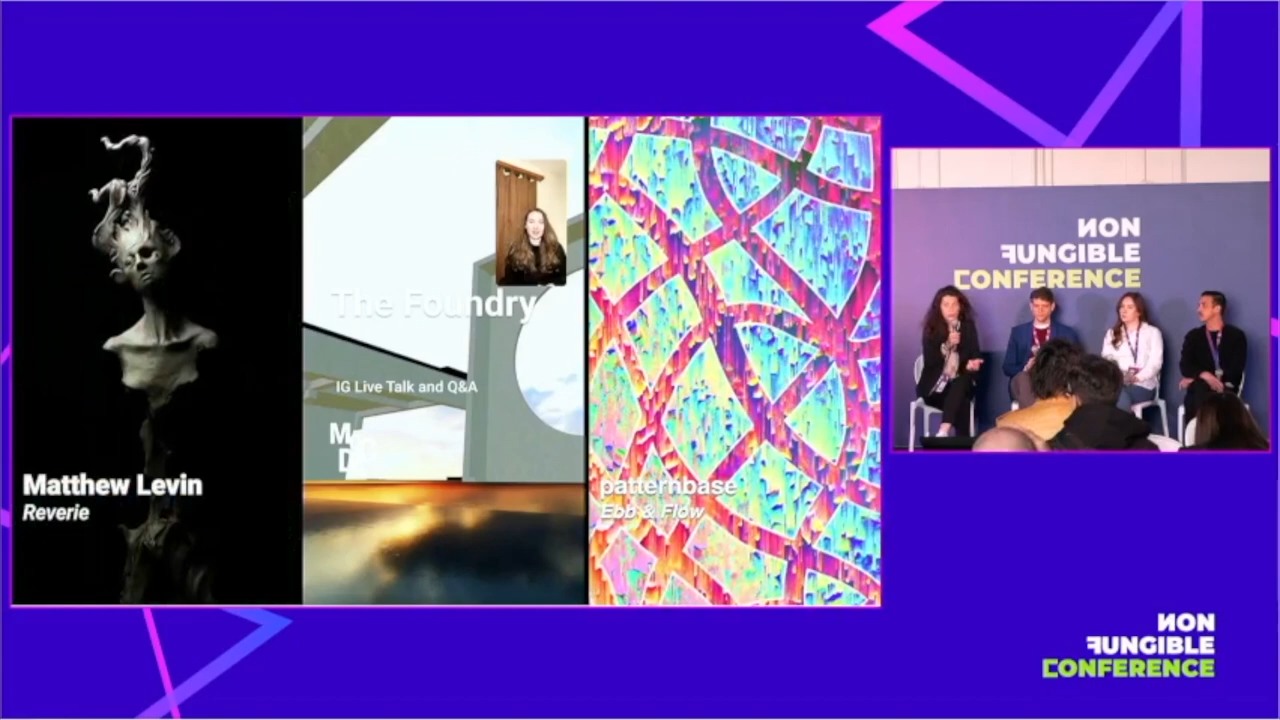 Matthew Levin
Reverie
The Foundry
IG Live Talk and Q&A
patternbase
Ebb & Flow
NON
FUNGIBLE
CONFERENCE
NON
FUNGIBLE
CONFERENCE